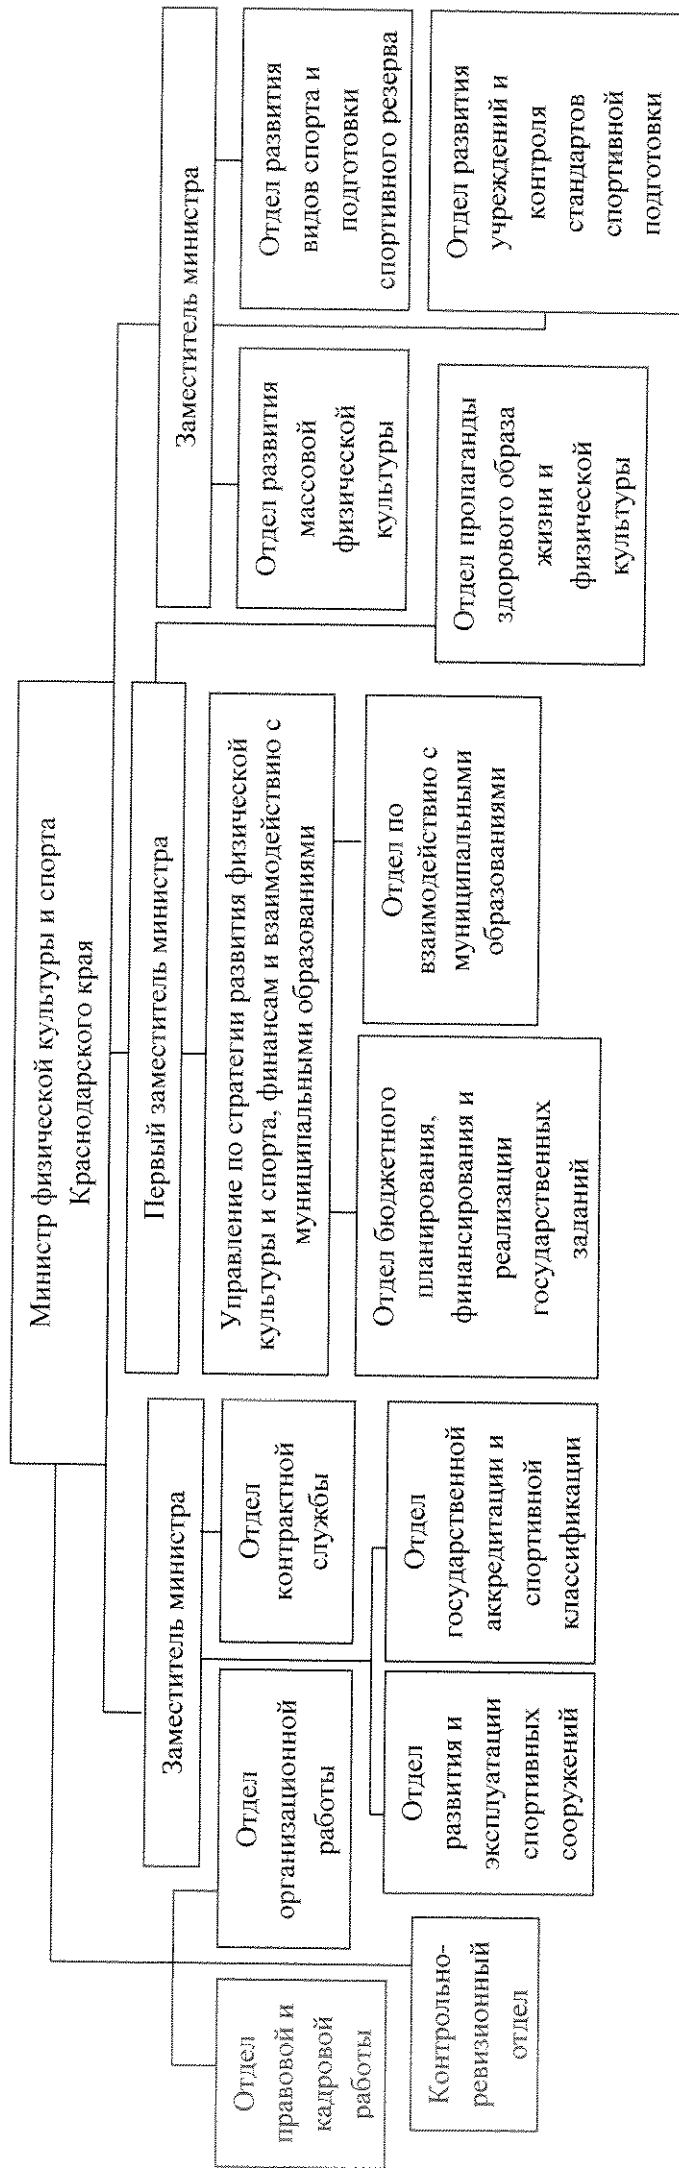 Министр физической культуры и спорта
Краснодарского края
Заместитель министра
Первый заместитель министра
Заместитель министра
Отдел
правовой и
кадровой
работы
Отдел
организационной
работы
Отдел
контрактной
службы
Управление по стратегии развития физической
культуры и спорта, финансам и взаимодействию с
муниципальными образованиями
Отдел развития
массовой
физической
культуры
Отдел развития
видов спорта и
подготовки
спортивного резерва
Контрольно-
ревизионный
отдел
Отдел
развития и
эксплуатации
спортивных
сооружений
Отдел
государственной
аккредитации и
спортивной
классификации
Отдел бюджетного
планирования,
финансирования и
реализации
государственных
заданий
Отдел по
взаимодействию с
муниципальными
образованиями
Отдел пропаганды
здорового образа
жизни и
физической
культуры
Отдел развития
учреждений и
контроля
стандартов
спортивной
подготовки